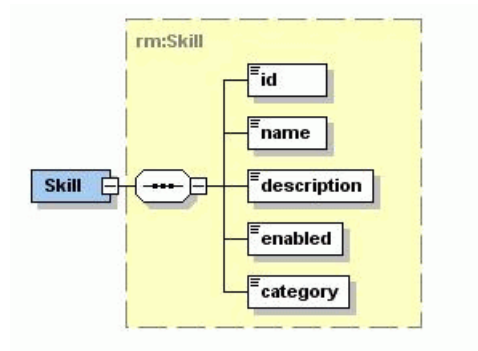 rm:Skill
id
name
Skill
description
enabled
category